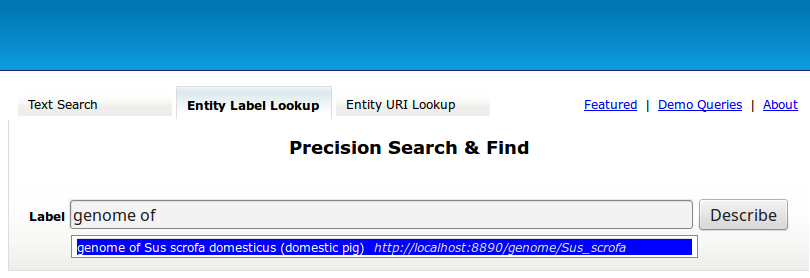 Text Search
Entity Label Lookup
Entity URI Lookup
Featured | Demo Queries | About
Precision Search & Find
Label genome of Describe
genome of Sus scrofa domesticus (domestic pig) http://localhost:8890/genome/Sus_scrofa